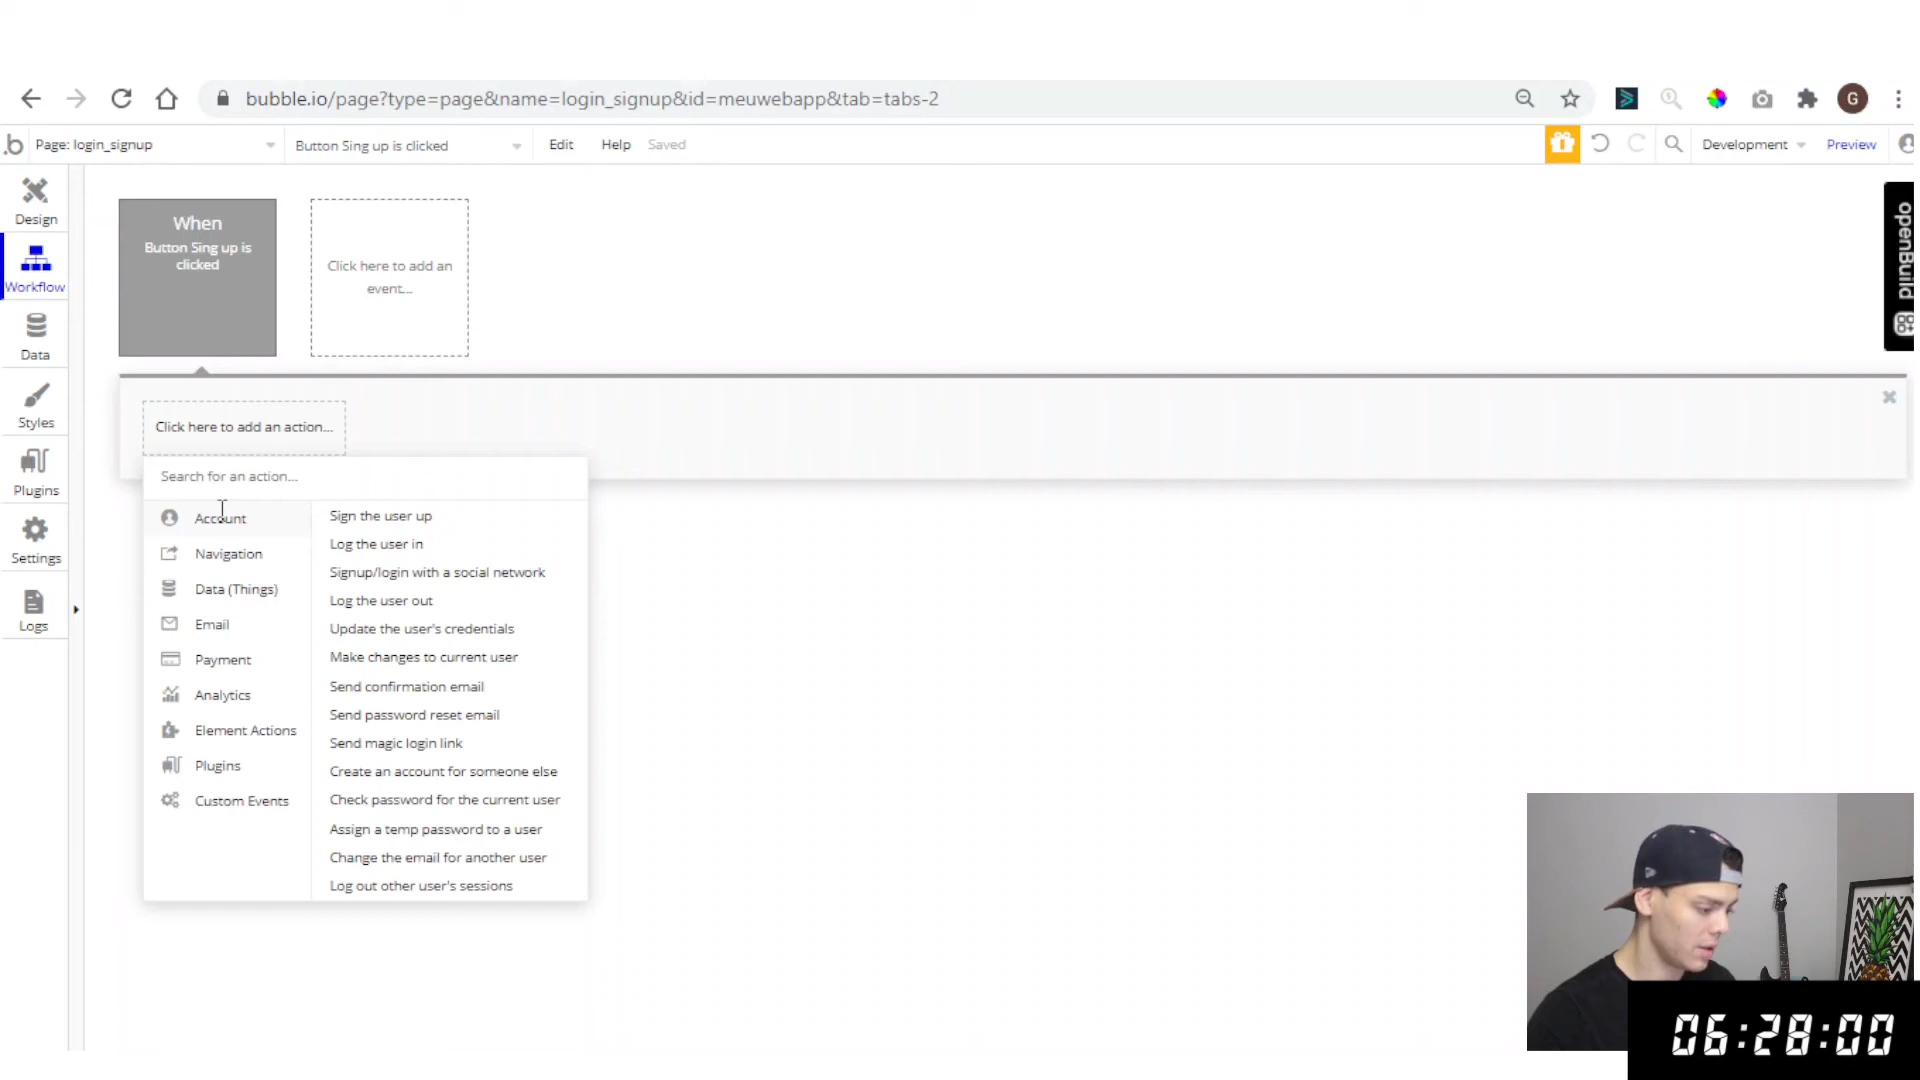 bubble.io/page?type=page&name=login_signup&id=meuwebapp&tab=tabs-2
G
Page: login_signup
Button Sing up is clicked
Edit
Help
Saved
Development
Preview
Design
Workflow
Data
Styles
Plugins
Settings
Logs
When
Button Sing up is
clicked
Click here to add an
event...
openBuild
Click here to add an action...
Search for an action...
Account
Navigation
Data (Things)
Email
Payment
Analytics
Element Actions
Plugins
Custom Events
Sign the user up
Log the user in
Signup/login with a social network
Log the user out
Update the user's credentials
Make changes to current user
Send confirmation email
Send password reset email
Send magic login link
Create an account for someone else
Check password for the current user
Assign a temp password to a user
Change the email for another user
Log out other user's sessions
06:28:00